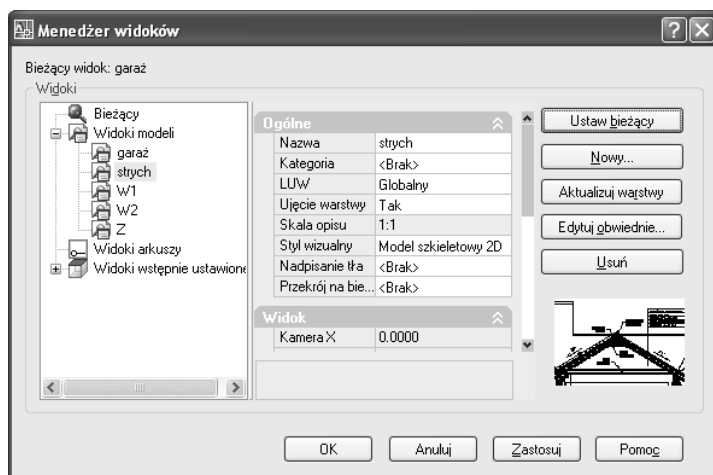 Menedżer widoków
Bieżący widok: garaż
Widoki
Bieżący
Widoki modeli
garaż
strych
W1
W2
Z
Widoki arkuszy
Widoki wstępnie ustawione
Ogólne
Nazwa strych
Kategoria <Brak>
LUW Globalny
Ujęcie warstwy Tak
Skala opisu 1:1
Styl wizualny Model szkieletowy 2D
Nadpisanie tła <Brak>
Przekrój na bie... <Brak>
Widok
Kamera X 0.0000
Ustaw bieżący
Nowy...
Aktualizuj warstwy
Edytuj obwiednie...
Usuń
OK Anuluj Zastosuj Pomoc